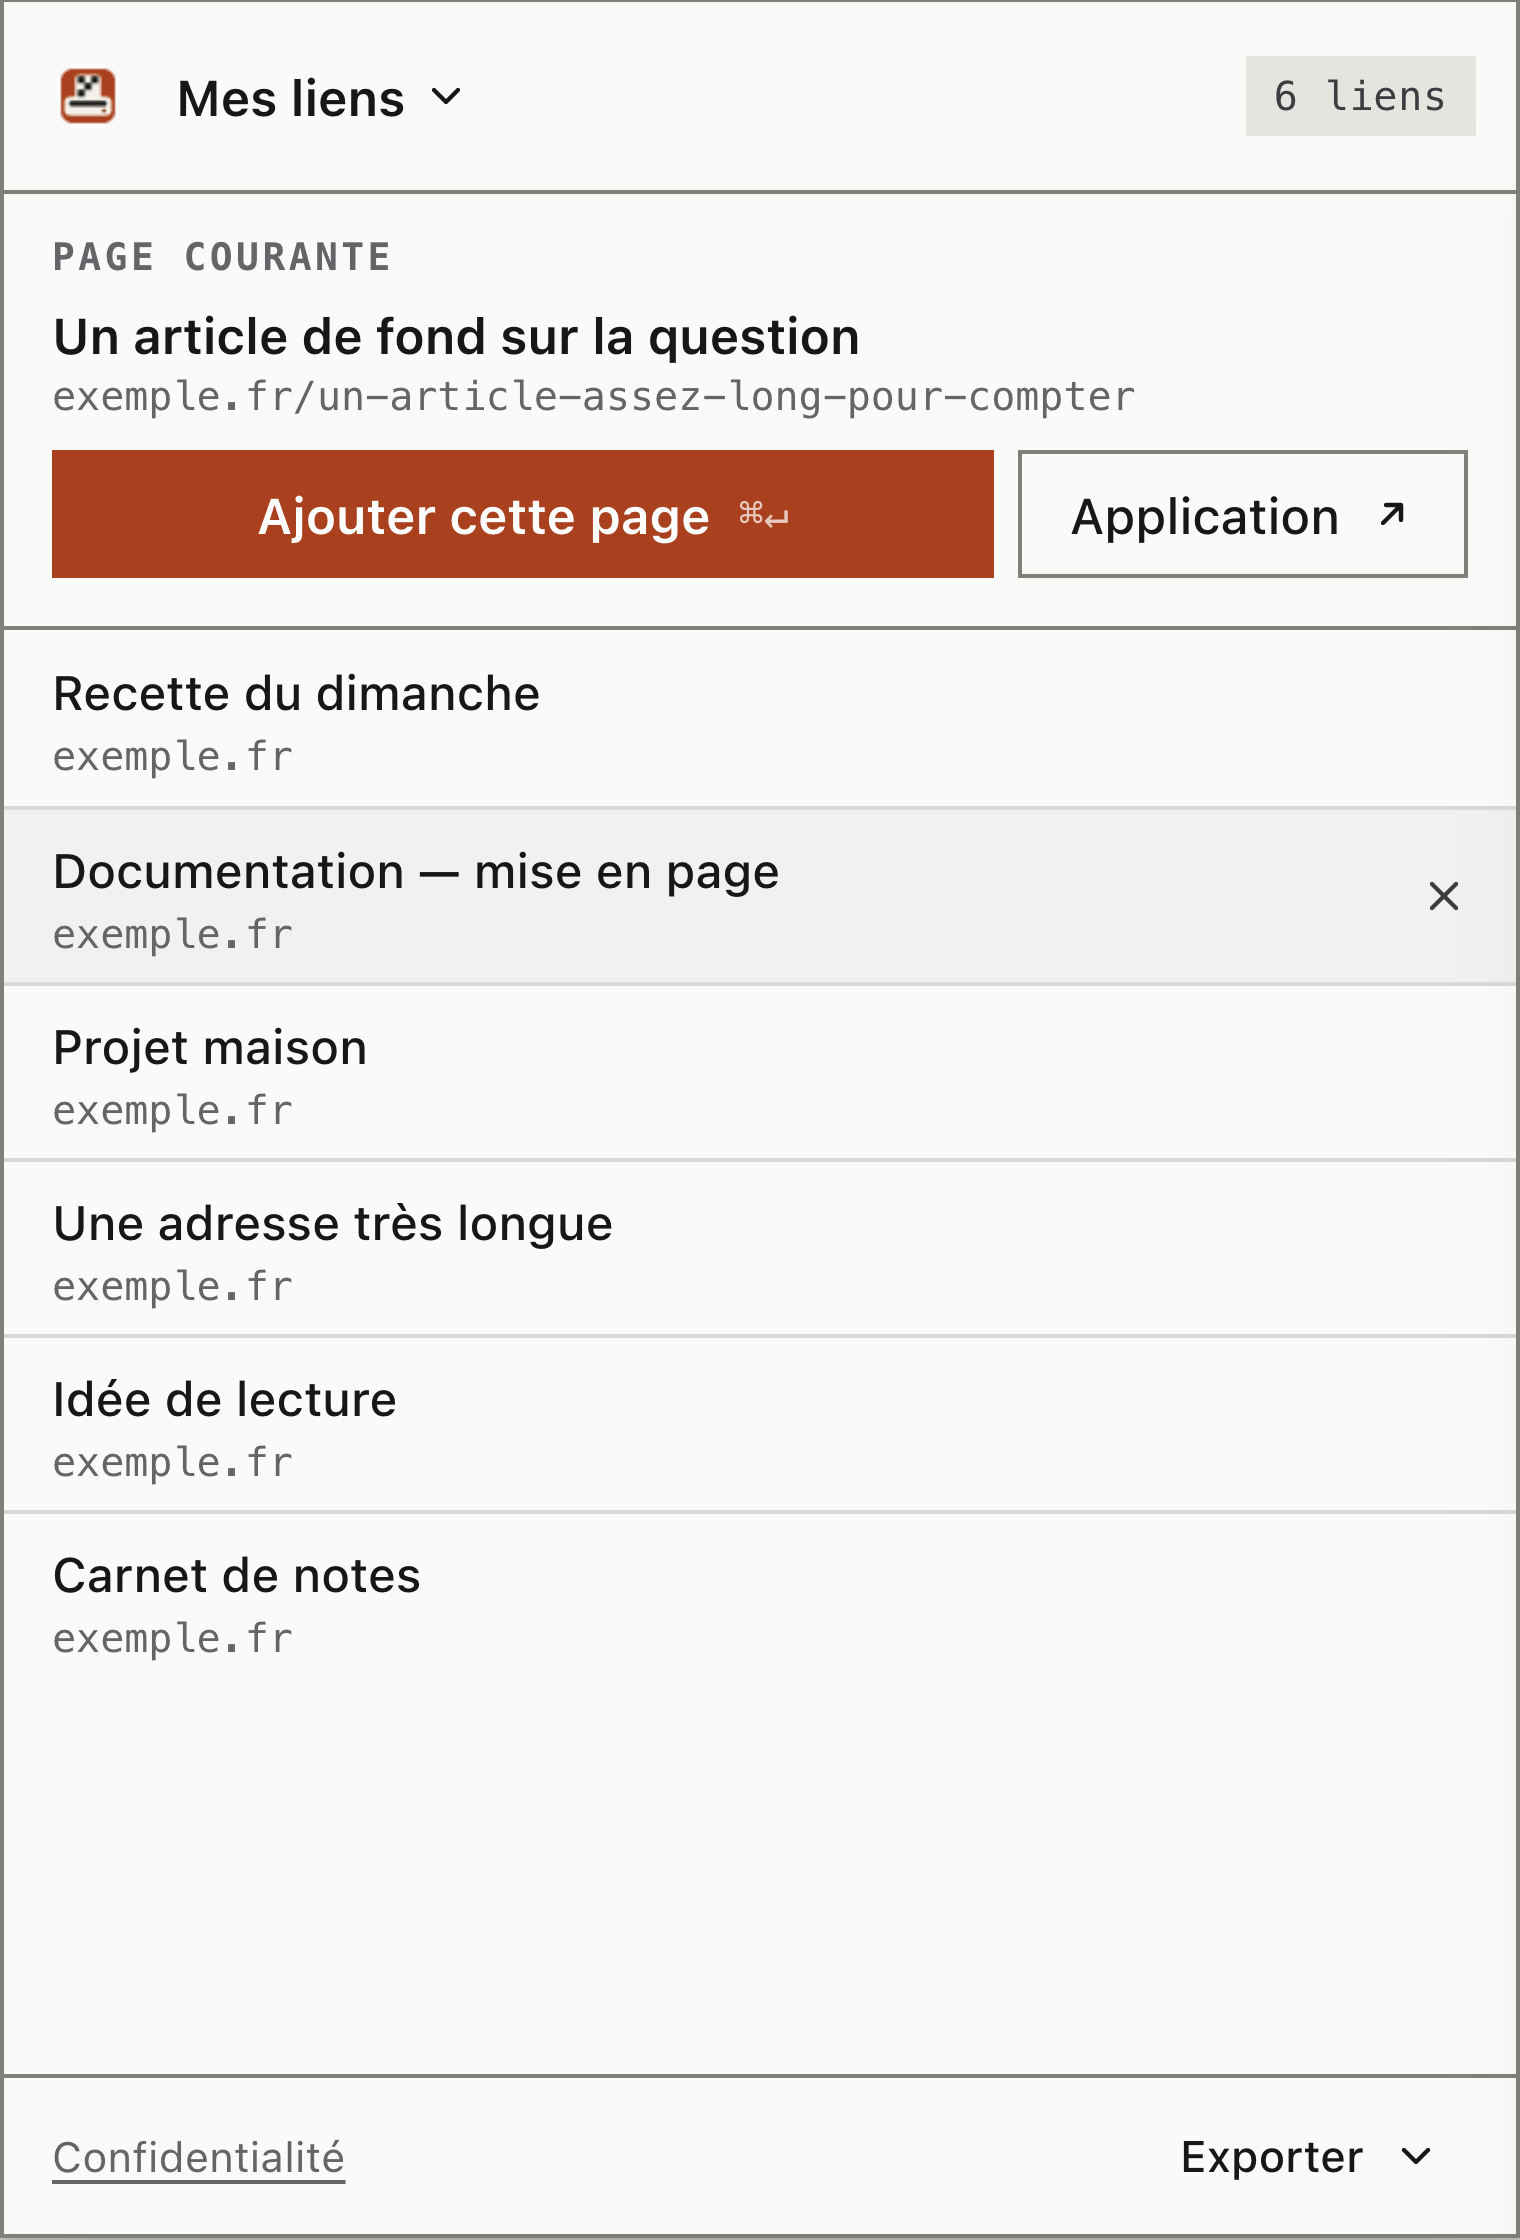 Mes liens
6 liens
PAGE COURANTE
Un article de fond sur la question
exemple.fr/un-article-assez-long-pour-compter
Ajouter cette page ⌘↵
Application ↗
Recette du dimanche
exemple.fr
Documentation — mise en page
exemple.fr
Projet maison
exemple.fr
Une adresse très longue
exemple.fr
Idée de lecture
exemple.fr
Carnet de notes
exemple.fr
Confidentialité
Exporter